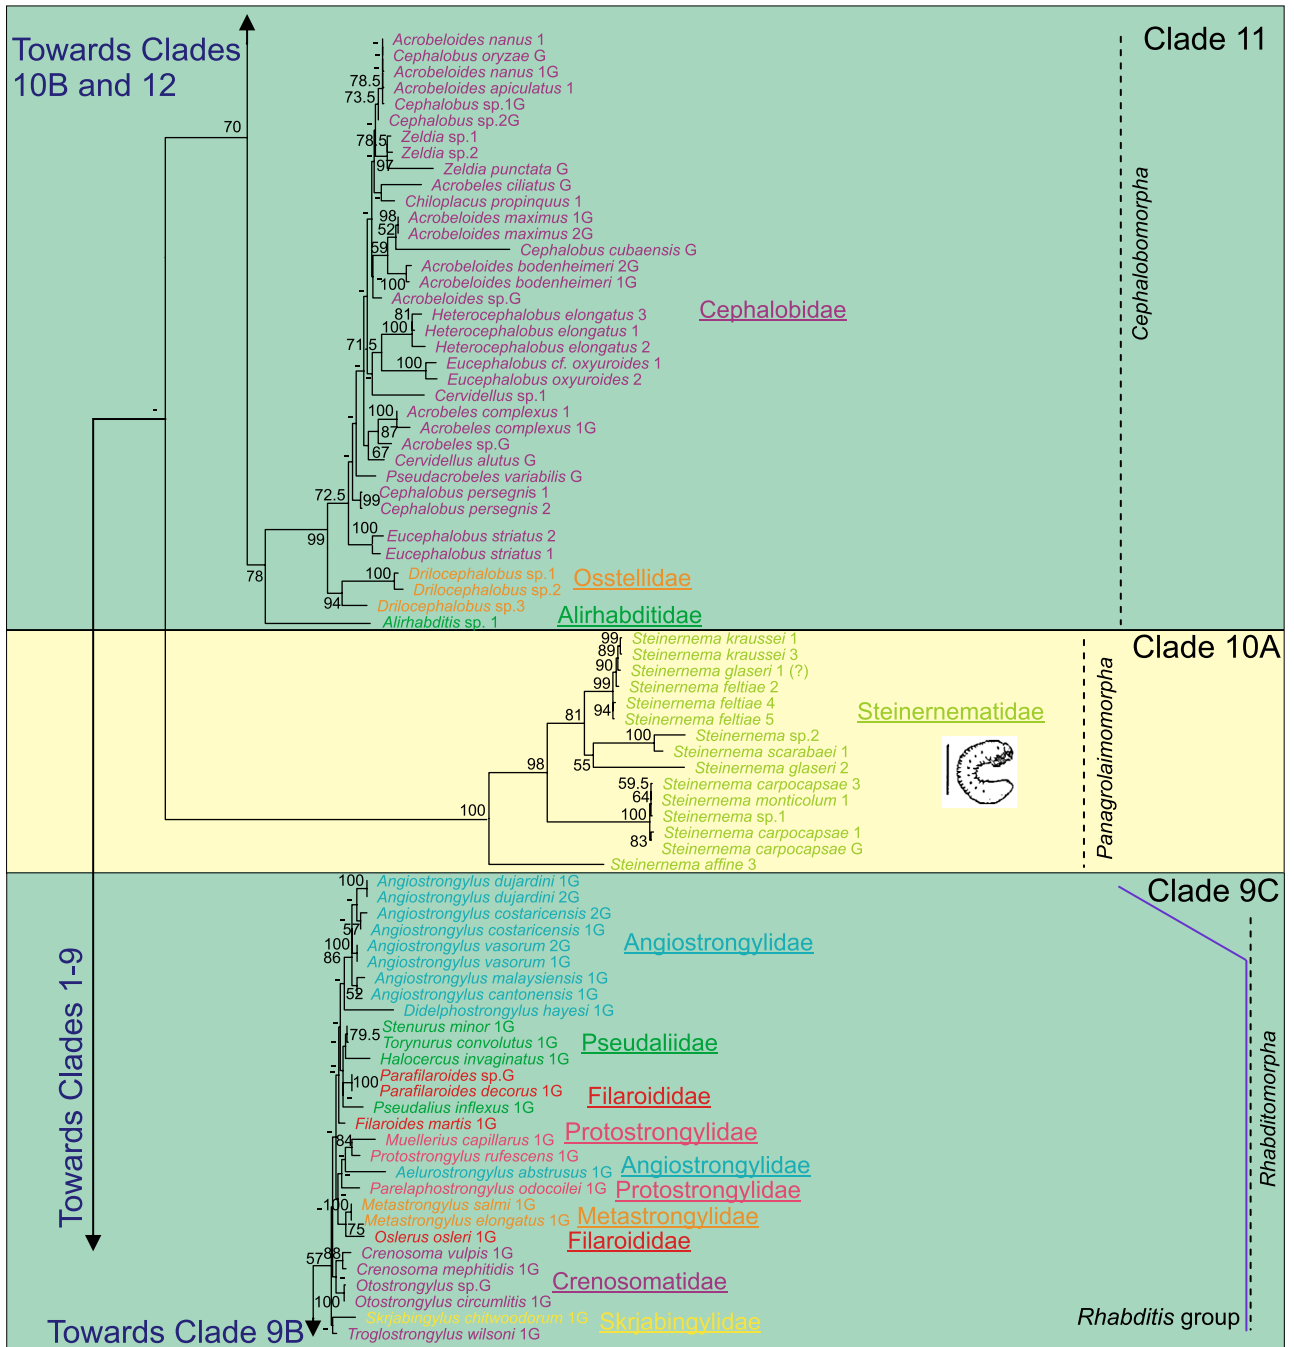 Towards Clades
10B and 12
Clade 11
70
-
Acrobeloides nanus 1
-
Cephalobus oryzae G
-
Acrobeloides nanus 1G
78.5
Acrobeloides apiculatus 1
73.5
Cephalobus sp.1G
Cephalobus sp.2G
-
Zeldia sp.1
78.5
Zeldia sp.2
-
97
Zeldia punctata G
Acrobeles ciliatus G
Chiloplacus propinquus 1
-
98
Acrobeloides maximus 1G
52
Acrobeloides maximus 2G
59
Cephalobus cubaensis G
Acrobeloides bodenheimeri 2G
-
100
Acrobeloides bodenheimeri 1G
-
Acrobeloides sp.G
Cephalobidae
81
Heterocephalobus elongatus 3
100
Heterocephalobus elongatus 1
71.5
Heterocephalobus elongatus 2
100
Eucephalobus cf. oxyuroides 1
-
-
Eucephalobus oxyuroides 2
Cervidellus sp.1
-
100
Acrobeles complexus 1
87
Acrobeles complexus 1G
Acrobeles sp.G
67
-
Cervidellus alutus G
Pseudacrobeles variabilis G
72.5
Cephalobus persegnis 1
99
Cephalobus persegnis 2
100
Eucephalobus striatus 2
99
Eucephalobus striatus 1
78
100
Drilocephalobus sp.1
Osstellidae
Drilocephalobus sp.2
94
Drilocephalobus sp.3
Alirhabditis sp. 1
Alirhabditidae
Cephalobomorpha
-
Clade 10A
99
Steinernema kraussei 1
89
Steinernema kraussei 3
90
Steinernema glaseri 1 (?)
99
Steinernema feltiae 2
94
Steinernema feltiae 4
81
Steinernema feltiae 5
Steinernematidae
100
Steinernema sp.2
Steinernema scarabaei 1
98
55
Steinernema glaseri 2
59.5
Steinernema carpocapsae 3
64
Steinernema monticolum 1
100
100
Steinernema sp.1
Steinernema carpocapsae 1
83
Steinernema carpocapsae G
Steinernema affine 3
Panagrolaimomorpha
Clade 9C
100
Angiostrongylus dujardini 1G
-
Angiostrongylus dujardini 2G
-
Angiostrongylus costaricensis 2G
57
Angiostrongylus costaricensis 1G
100
Angiostrongylus vasorum 2G
Angiostrongylidae
86
Angiostrongylus vasorum 1G
-
Angiostrongylus malaysiensis 1G
52
Angiostrongylus cantonensis 1G
Didelphostrongylus hayesi 1G
-
Stenurus minor 1G
79.5
Torynurus convolutus 1G
Pseudaliidae
-
Halocercus invaginatus 1G
-
-
Parafilaroides sp.G
100
Parafilaroides decorus 1G
Filaroididae
-
Pseudalius inflexus 1G
Filaroides martis 1G
-
84
Muellerius capillarus 1G
Protostrongylidae
-
Protostrongylus rufescens 1G
-
Aelurostrongylus abstrusus 1G
Angiostrongylidae
-
Parelaphostrongylus odocoilei 1G
Protostrongylidae
-
100
Metastrongylus salmi 1G
Metastrongylus elongatus 1G
Metastrongylidae
75
Oslerus osleri 1G
Filaroididae
57
88
Crenosoma vulpis 1G
-
Crenosoma mephitidis 1G
-
Otostrongylus sp.G
Crenosomatidae
100
Otostrongylus circumlitis 1G
Skrjabingylus chitwoodorum 1G
Skrjabingylidae
-
Troglostrongylus wilsoni 1G
Rhabditomorpha
Rhabditis group
Towards Clades 1-9
Towards Clade 9B